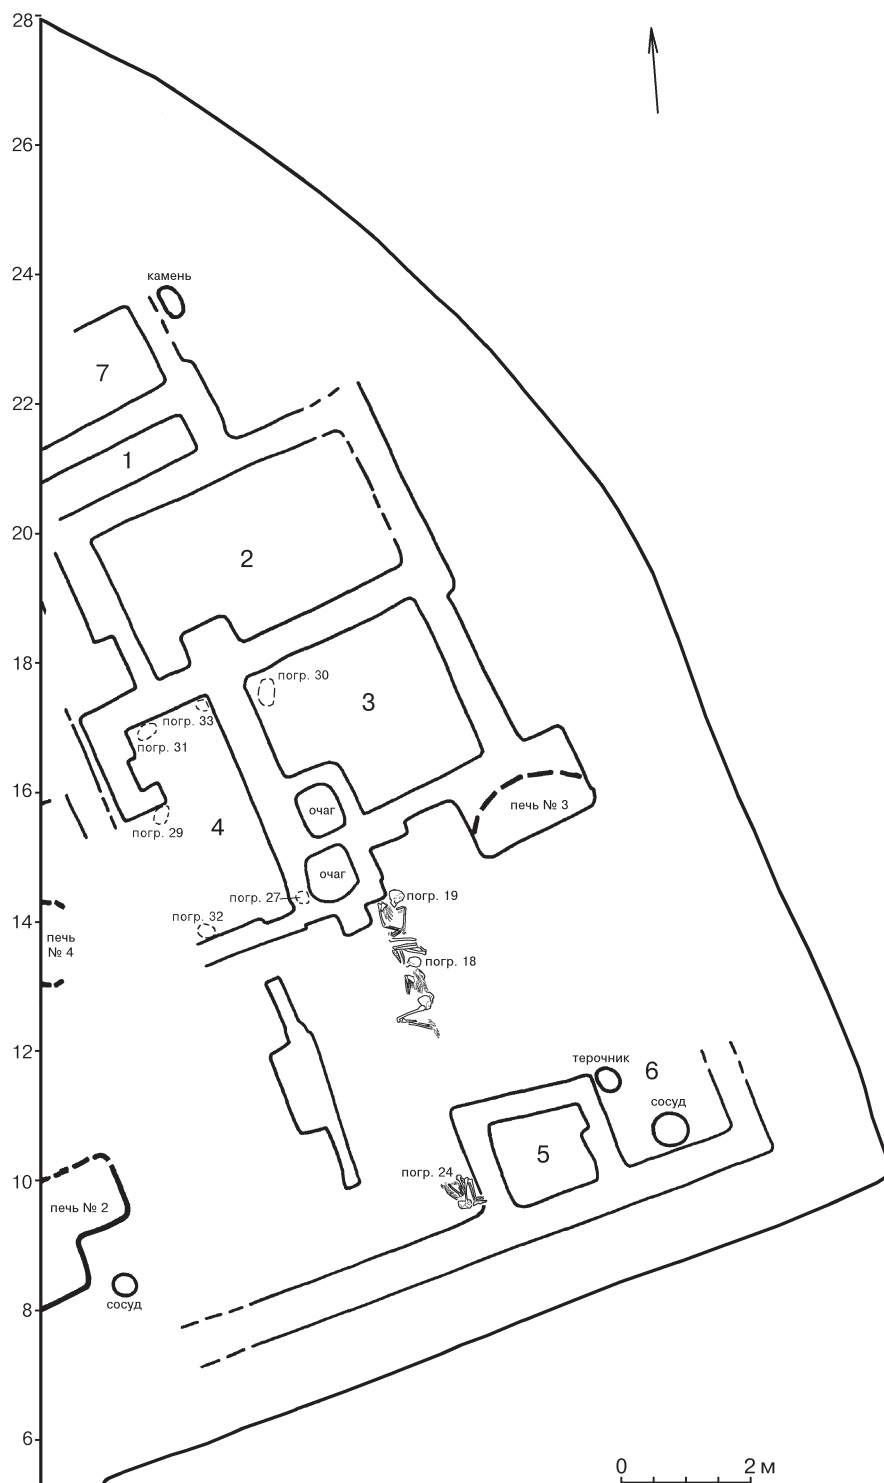 28
26
24
камень
7
22
1
20
2
18
погр. 30
3
погр. 33
погр. 31
16
очаг
печь № 3
4
погр. 29
очаг
погр. 27
погр. 19
погр. 32
14
печь
№ 4
погр. 18
12
терочник
6
сосуд
5
погр. 24
10
печь № 2
сосуд
8
6
0 2 м